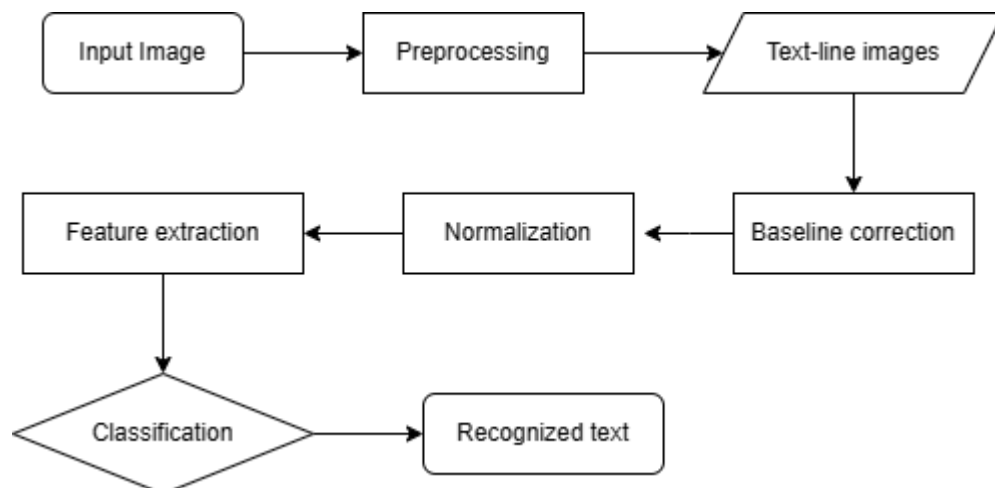 Input Image
Preprocessing
Text-line images
Baseline correction
Normalization
Feature extraction
Classification
Recognized text